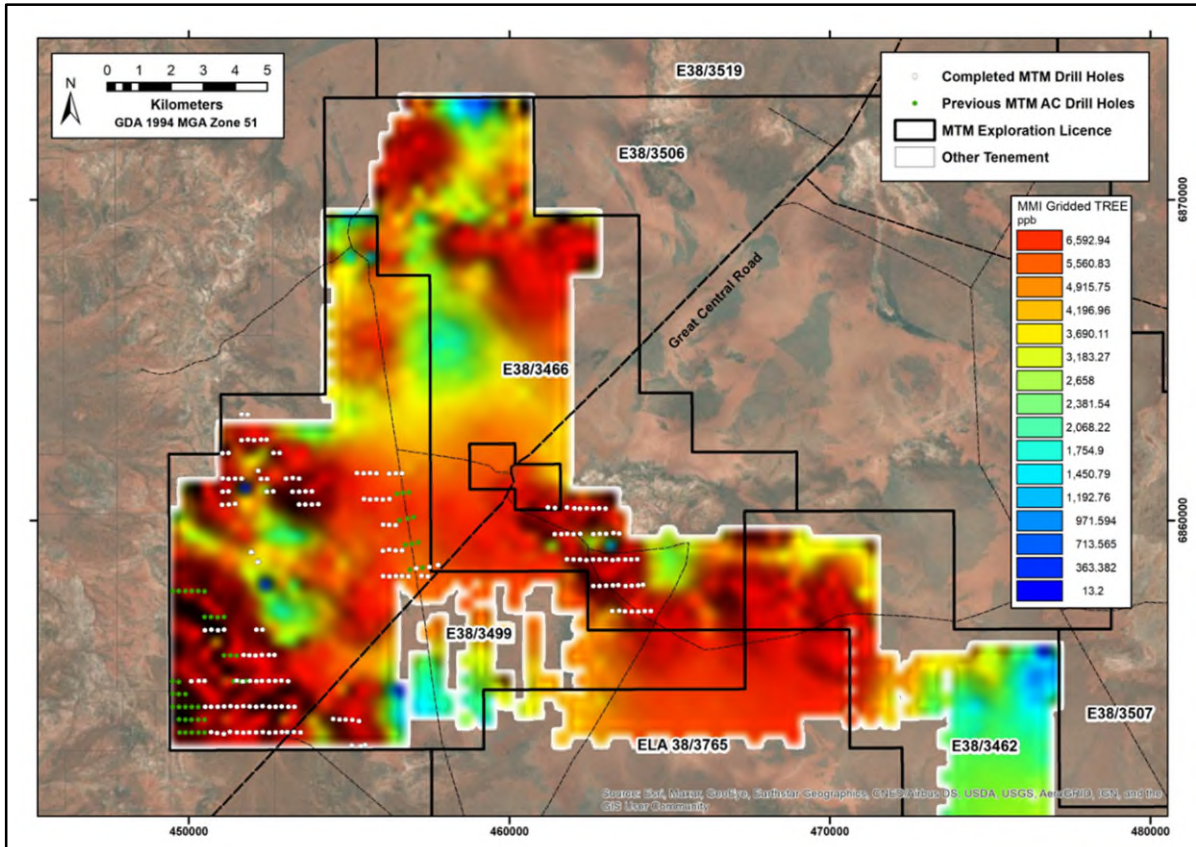 0 1 2 3 4 5
N
Kilometers
GDA 1994 MGA Zone 51
Completed MTM Drill Holes
Previous MTM AC Drill Holes
MTM Exploration Licence
Other Tenement
E38/3519
E38/3506
MMI Gridded TREE
ppb
6,592.94
5,560.83
4,915.75
4,196.96
3,690.11
3,183.27
2,658
2,381.54
2,068.22
1,754.9
1,450.79
1,192.76
971.594
713.565
363.382
13.2
Great Central Road
E38/3466
E38/3499
E38/3507
ELA 38/3765
E38/3462
Source: Esri, Maxar, GeoEye, Earthstar Geographics, CNES/Airbus DS, USDA, USGS, AeroGRID, IGN, and the
GIS User Community
6870000
6860000
450000
460000
470000
480000